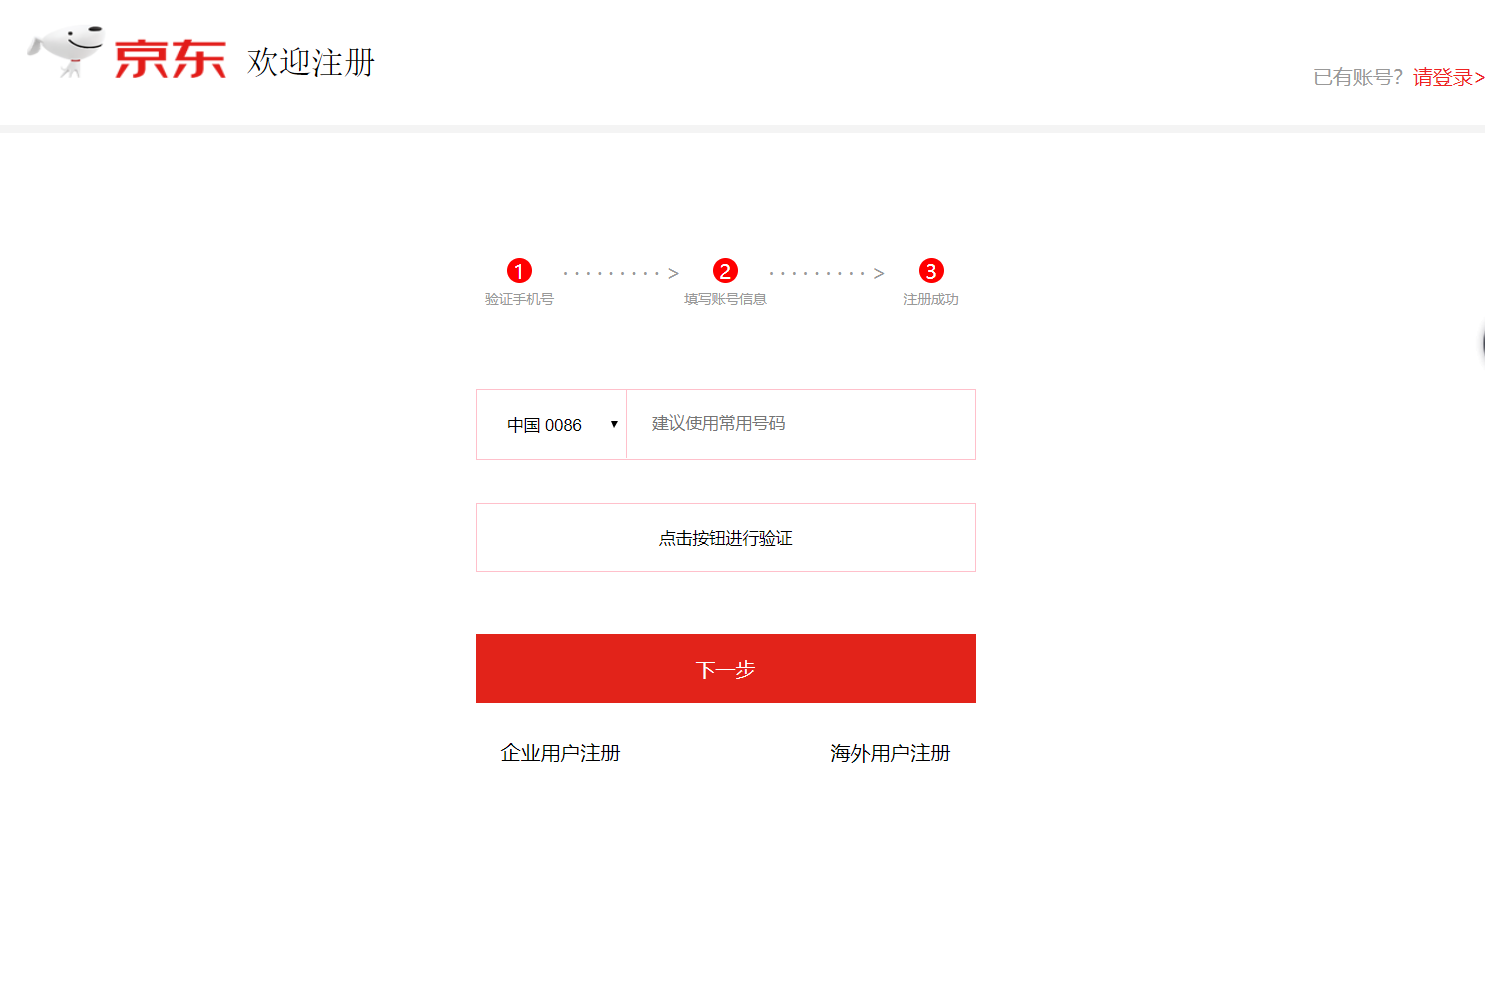 京东 欢迎注册
已有账号？请登录>
1 ·········> 2 ·········> 3
验证手机号 填写账号信息 注册成功
中国 0086 ▾ 建议使用常用号码
点击按钮进行验证
下一步
企业用户注册 海外用户注册